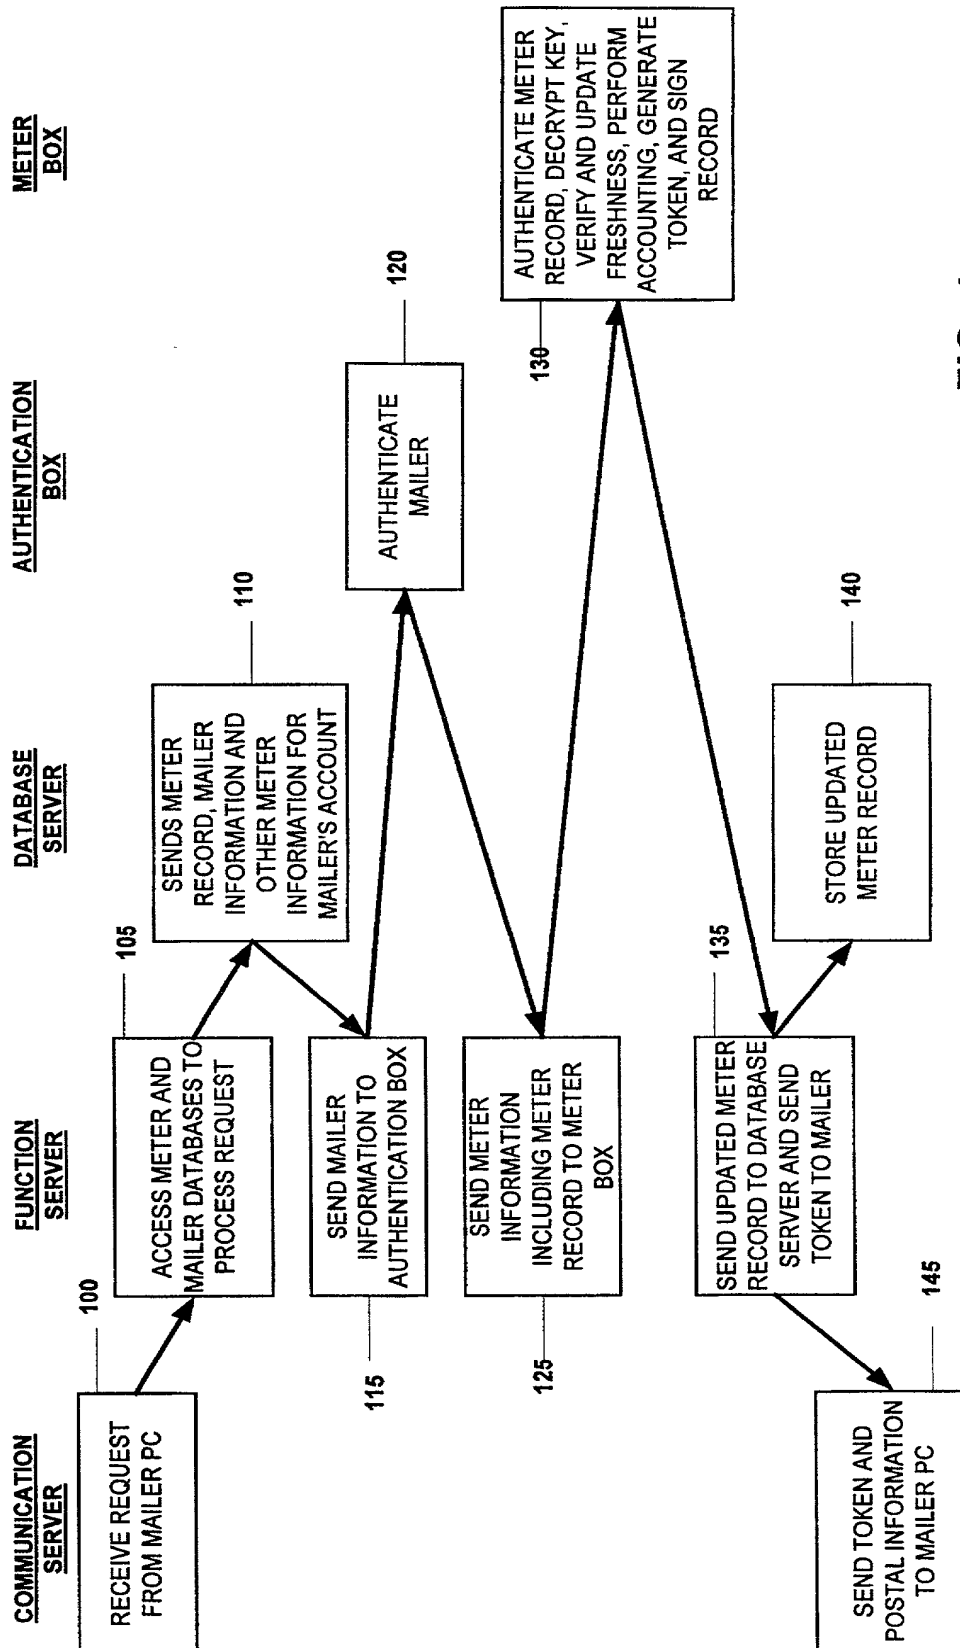 COMMUNICATION
SERVER
FUNCTION
SERVER
DATABASE
SERVER
AUTHENTICATION
BOX
METER
BOX
100
RECEIVE REQUEST
FROM MAILER PC
105
ACCESS METER AND
MAILER DATABASES TO
PROCESS REQUEST
110
SENDS METER
RECORD, MAILER
INFORMATION AND
OTHER METER
INFORMATION FOR
MAILER'S ACCOUNT
115
SEND MAILER
INFORMATION TO
AUTHENTICATION BOX
120
AUTHENTICATE
MAILER
125
SEND METER
INFORMATION
INCLUDING METER
RECORD TO METER
BOX
130
AUTHENTICATE METER
RECORD, DECRYPT KEY,
VERIFY AND UPDATE
FRESHNESS, PERFORM
ACCOUNTING, GENERATE
TOKEN, AND SIGN
RECORD
135
SEND UPDATED METER
RECORD TO DATABASE
SERVER AND SEND
TOKEN TO MAILER
140
STORE UPDATED
METER RECORD
145
SEND TOKEN AND
POSTAL INFORMATION
TO MAILER PC